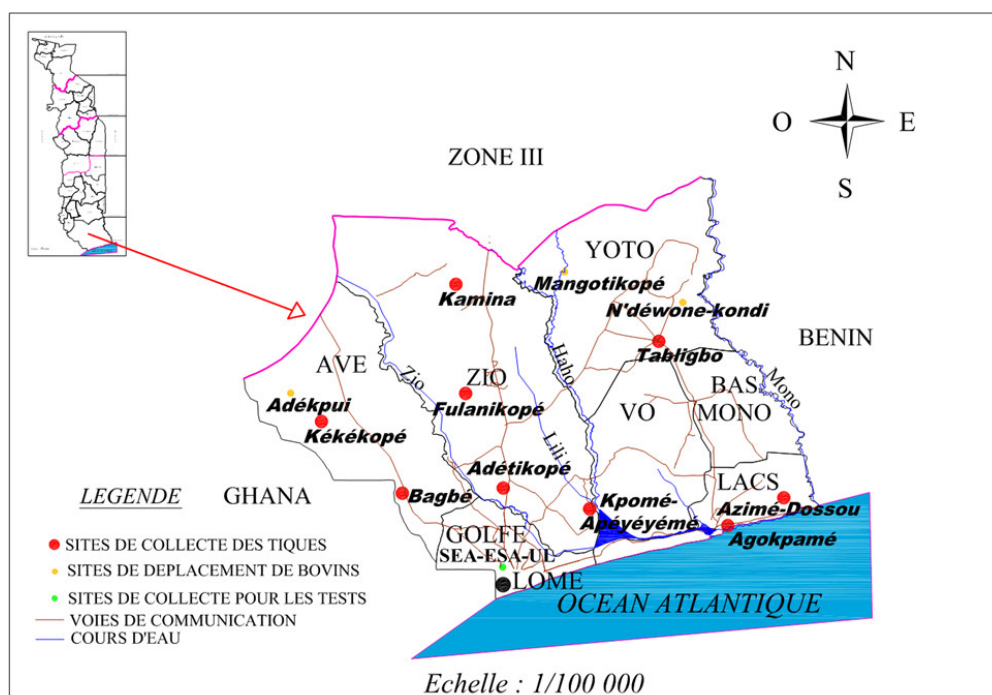 N
O
E
S
ZONE III
YOTO
Mangotikopé
Kamina
N'déwone-kondi
BENIN
Tabligbo
Haho
AVE
Zio
ZIO
BAS
MONO
Mono
VO
Adékpui
Fulanikopé
Kékékopé
Lili
Adétikopé
LACS
LEGENDE
GHANA
Bagbé
Kpomé-
Apéyéyémé
Azimé-Dossou
Agokpamé
GOLFE
SEA-ESA-UL
LOME
OCEAN ATLANTIQUE
SITES DE COLLECTE DES TIQUES
SITES DE DEPLACEMENT DE BOVINS
SITES DE COLLECTE POUR LES TESTS
VOIES DE COMMUNICATION
COURS D'EAU
Echelle : 1/100 000